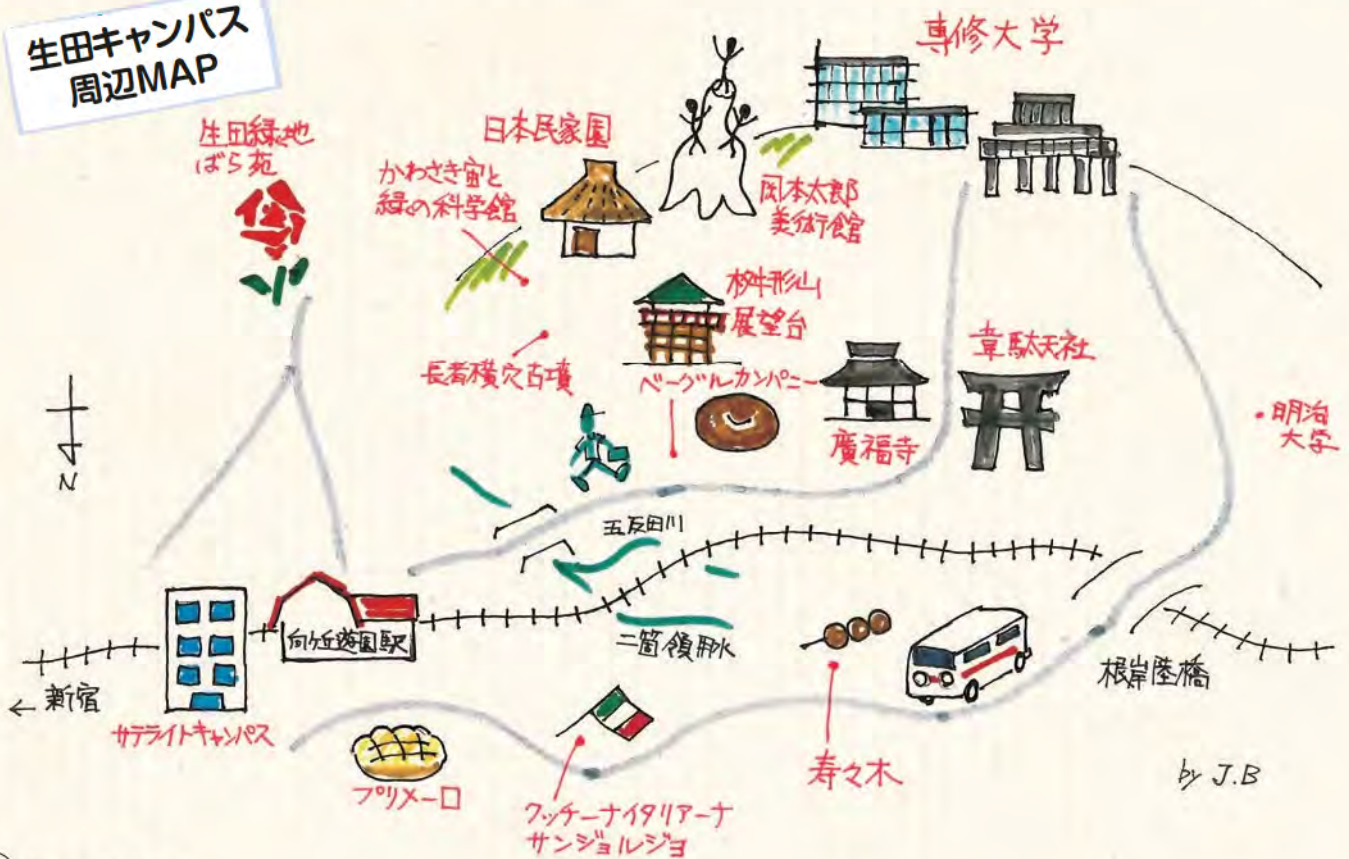 生田キャンパス
周辺MAP
専修大学
生田緑地
ばら苑
日本民家園
かわさき宙と
緑の科学館
岡本太郎
美術館
枡形山
展望台
長者横穴古墳
ベーグルカンパニー
廣福寺
韋駄天社
・明治
大学
N
五反田川
向ヶ丘遊園駅
二箇領用水
← 新宿
サテライトキャンパス
根岸陸橋
プリメーロ
クッチーナイタリアーナ
サンジョルジョ
寿々木
by J.B